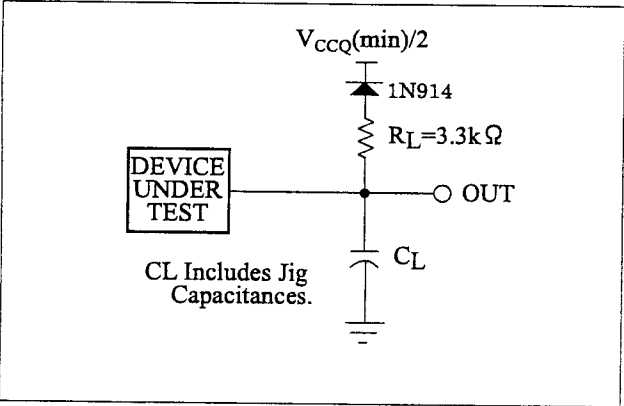 VCCQ(min)/2
1N914
RL=3.3kΩ
DEVICE
UNDER
TEST
OUT
CL
CL Includes Jig
Capacitances.